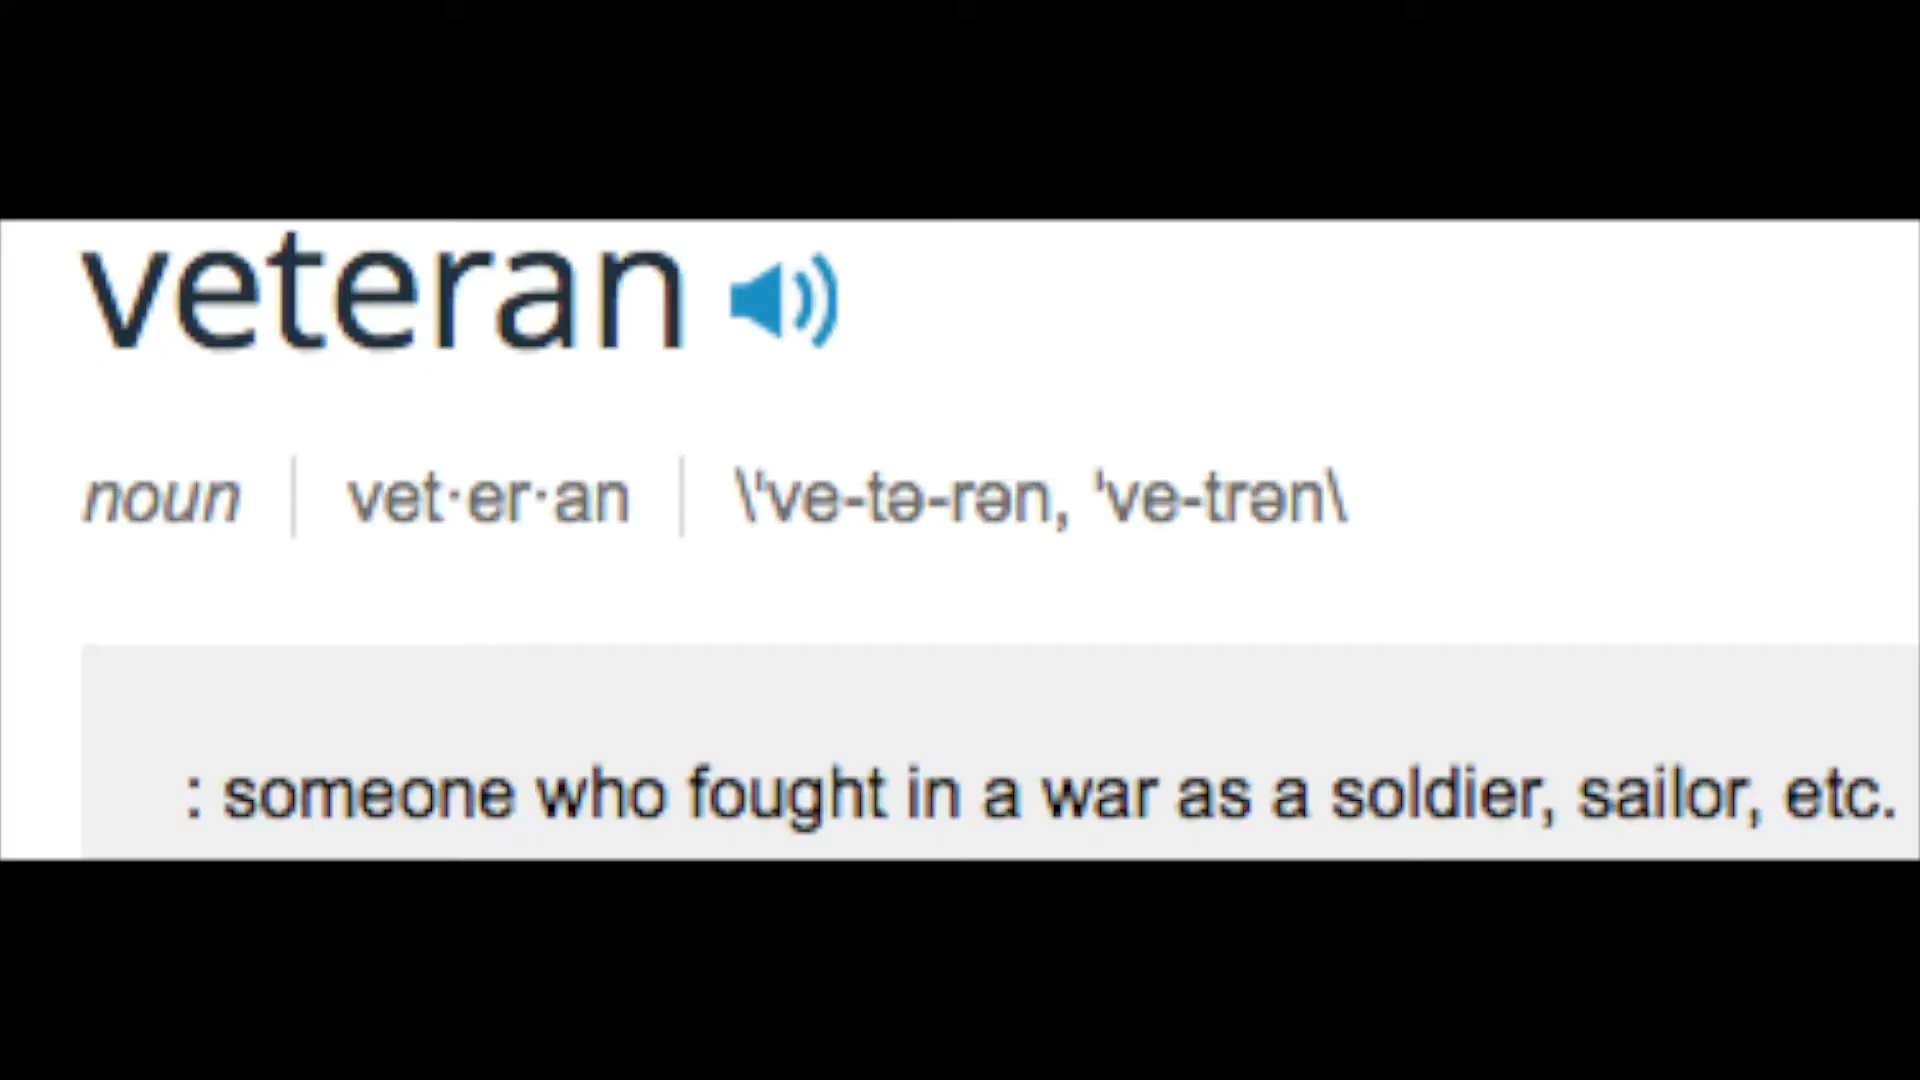 veteran
noun | vet·er·an | \ˈve-tə-rən, ˈve-trən\
: someone who fought in a war as a soldier, sailor, etc.